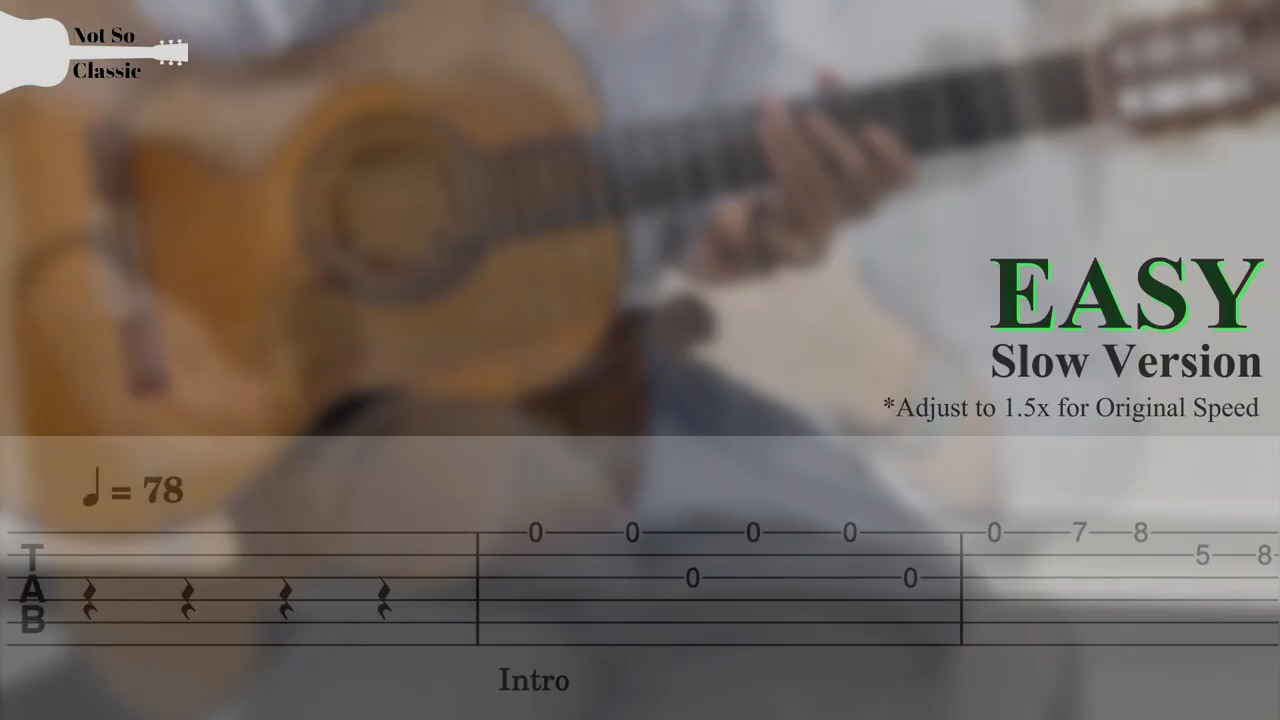 Not So
Classic
EASY
Slow Version
*Adjust to 1.5x for Original Speed
= 78
0 0 0 0 0 7 8
5 8
0 0
T
A
B
Intro